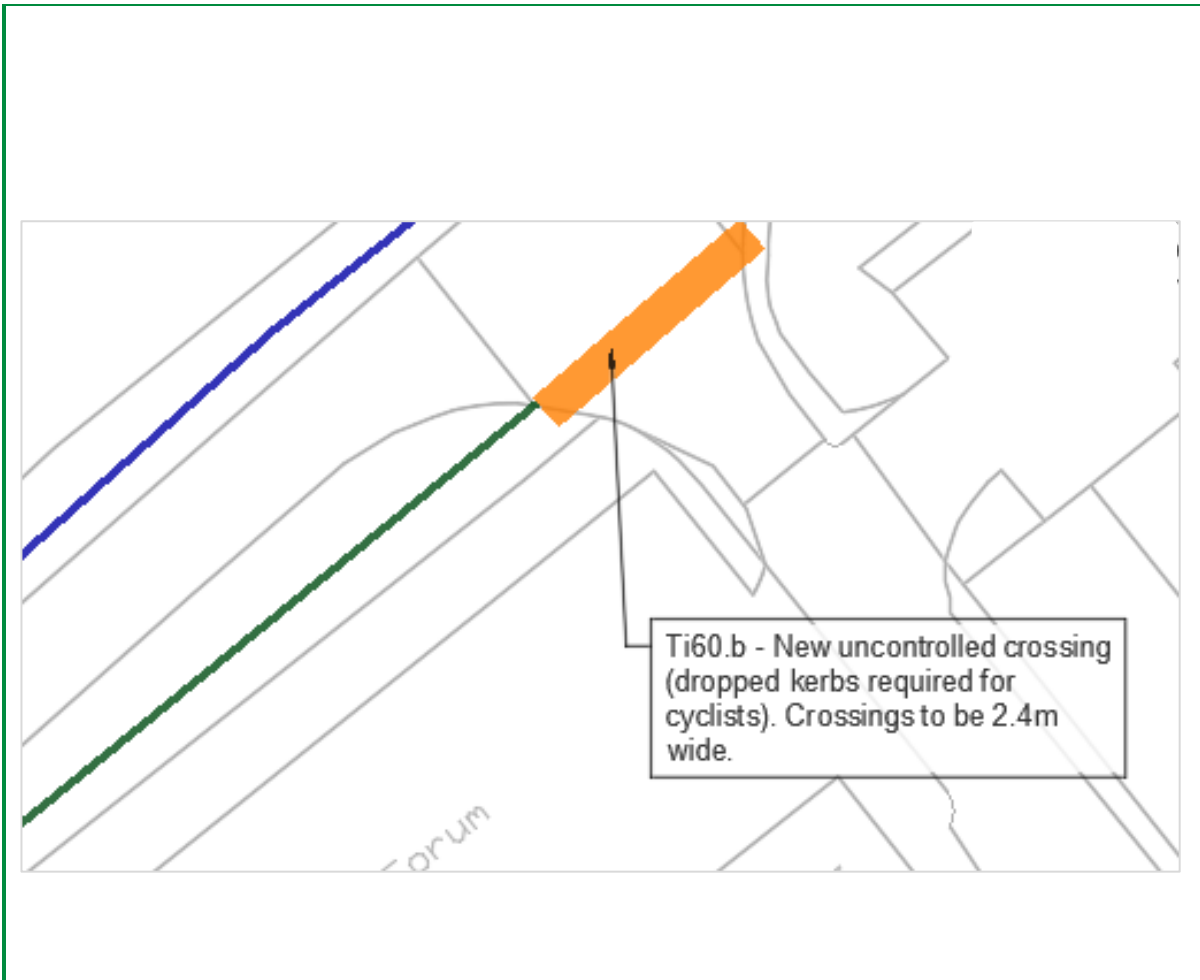 Ti60.b - New uncontrolled crossing
(dropped kerbs required for
cyclists). Crossings to be 2.4m
wide.
Forum